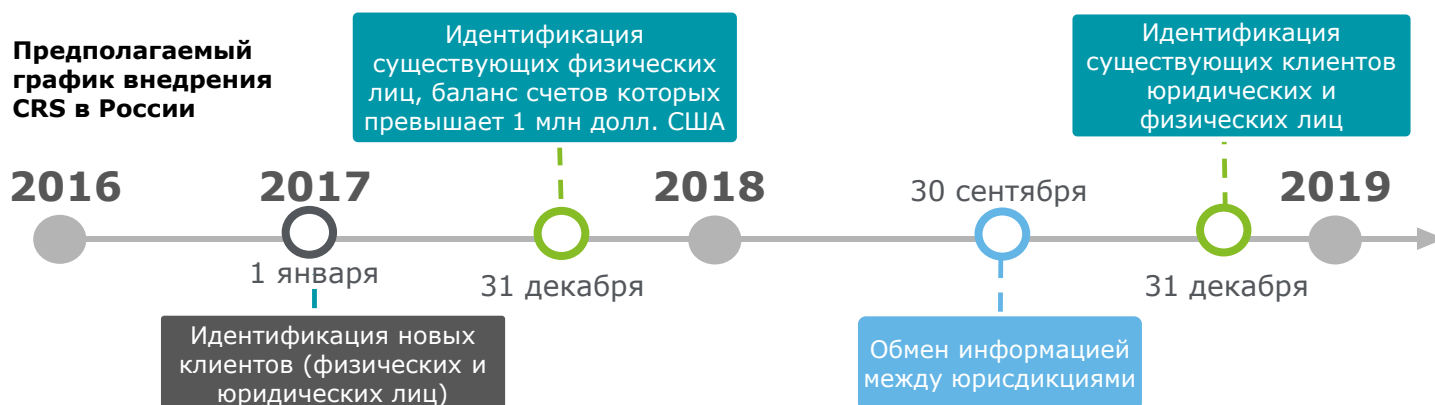 Предполагаемый
график внедрения
CRS в России
Идентификация
существующих физических
лиц, баланс счетов которых
превышает 1 млн долл. США
Идентификация
существующих клиентов
юридических и
физических лиц
2016
2017
2018
30 сентября
2019
1 января
31 декабря
31 декабря
Идентификация новых
клиентов (физических и
юридических лиц)
Обмен информацией
между юрисдикциями